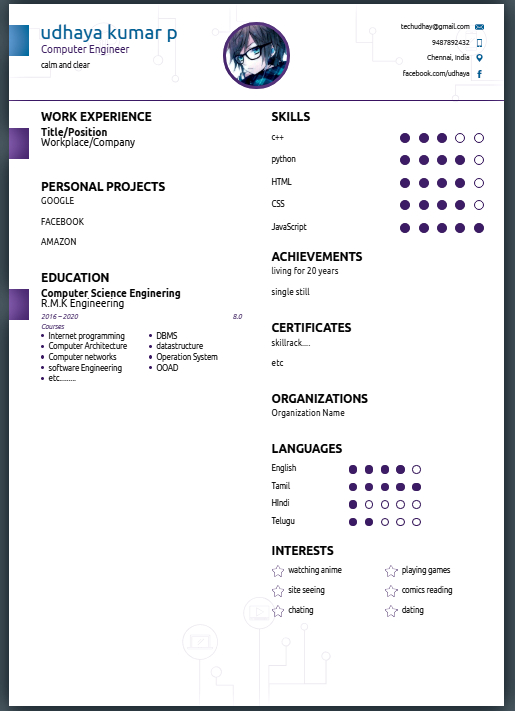 udhaya kumar p
Computer Engineer
calm and clear
techudhay@gmail.com
9487892432
Chennai, India
facebook.com/udhaya
WORK EXPERIENCE
Title/Position
Workplace/Company
PERSONAL PROJECTS
GOOGLE
FACEBOOK
AMAZON
EDUCATION
Computer Science Enginering
R.M.K Engineering
2016 – 2020 8.0
Courses
Internet programming DBMS
Computer Architecture datastructure
Computer networks Operation System
software Engineering OOAD
etc........
SKILLS
c++
python
HTML
CSS
JavaScript
ACHIEVEMENTS
living for 20 years
single still
CERTIFICATES
skillrack....
etc
ORGANIZATIONS
Organization Name
LANGUAGES
English
Tamil
HIndi
Telugu
INTERESTS
watching anime playing games
site seeing comics reading
chating dating